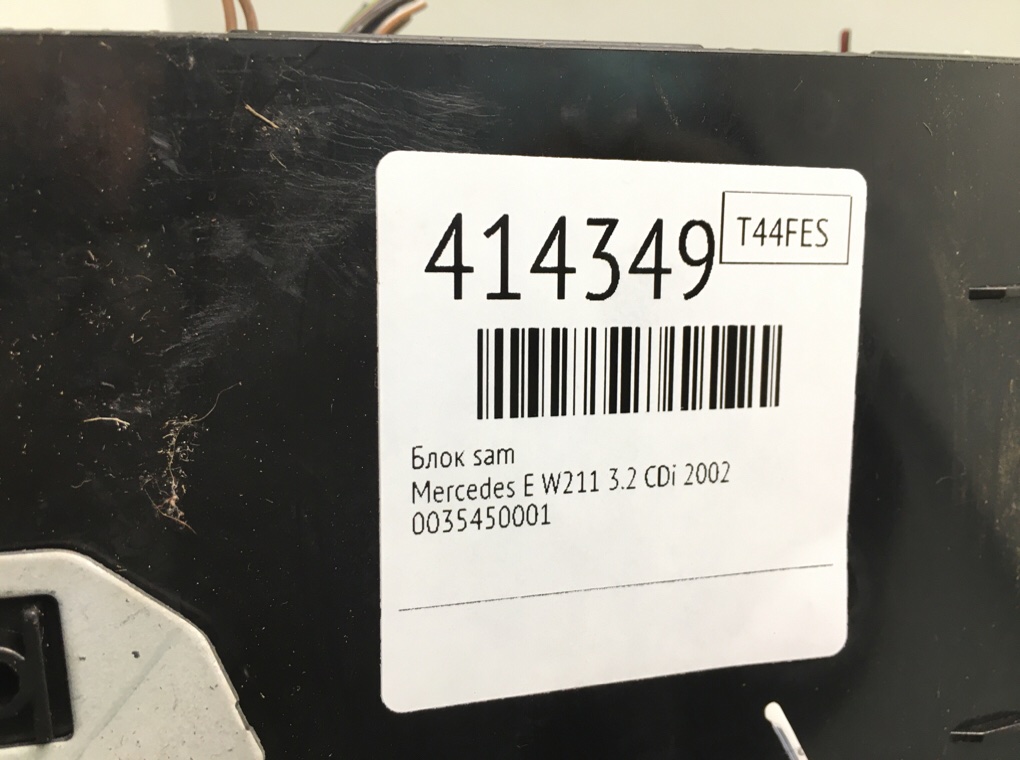 414349
T44FES
Блок sam
Mercedes E W211 3.2 CDi 2002
0035450001